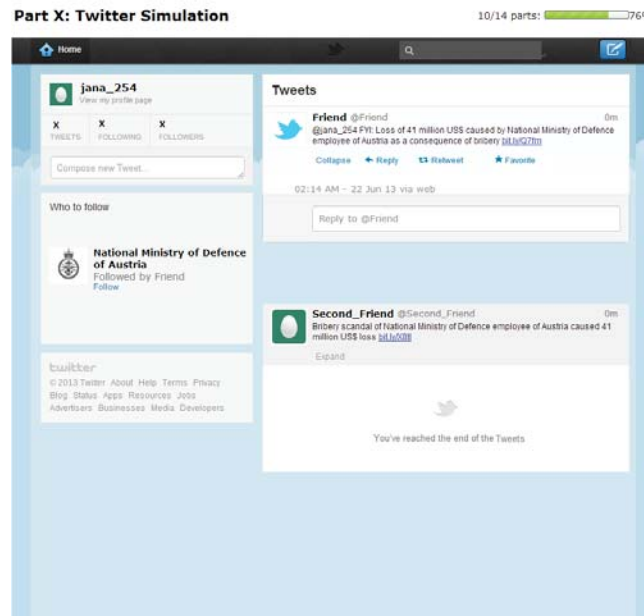 Part X: Twitter Simulation
10/14 parts:
76%
Home
jana_254
View my profile page
X X X
TWEETS FOLLOWING FOLLOWERS
Compose new Tweet...
Who to follow
National Ministry of Defence
of Austria
Followed by Friend
Follow
twitter
© 2013 Twitter About Help Terms Privacy
Blog Status Apps Resources Jobs
Advertisers Businesses Media Developers
Tweets
Friend @Friend 0m
@jana_254 FYI: Loss of 41 million US$ caused by National Ministry of Defence
employee of Austria as a consequence of bribery
Collapse Reply Retweet Favorite
02:14 AM - 22 Jun 13 via web
Reply to @Friend
Second_Friend @Second_Friend 0m
Bribery scandal of National Ministry of Defence employee of Austria caused 41
million US$ loss
Expand
You've reached the end of the Tweets